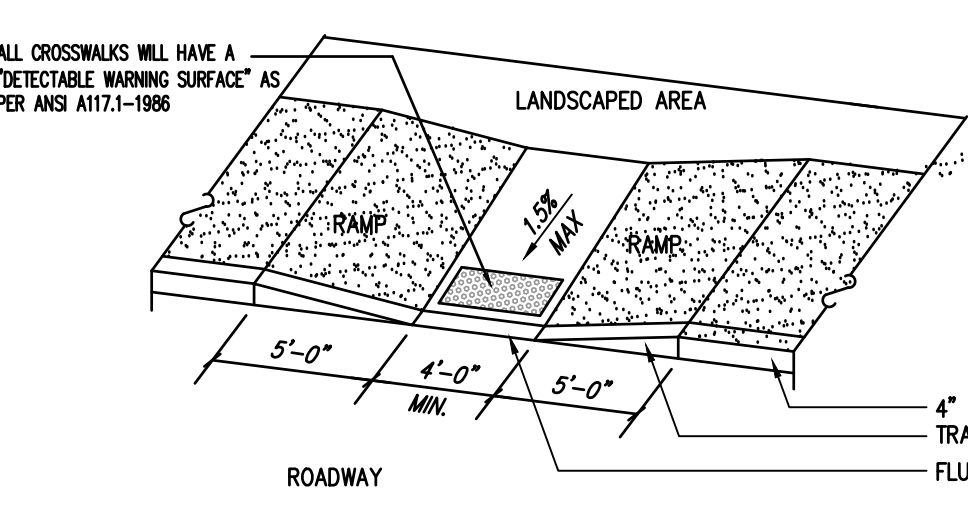 ALL CROSSWALKS WILL HAVE A
"DETECTABLE WARNING SURFACE" AS
PER ANSI A117.1-1986
LANDSCAPED AREA
RAMP
1.5%
MAX
RAMP
5'-0"
4'-0"
MIN.
5'-0"
4"
ROADWAY